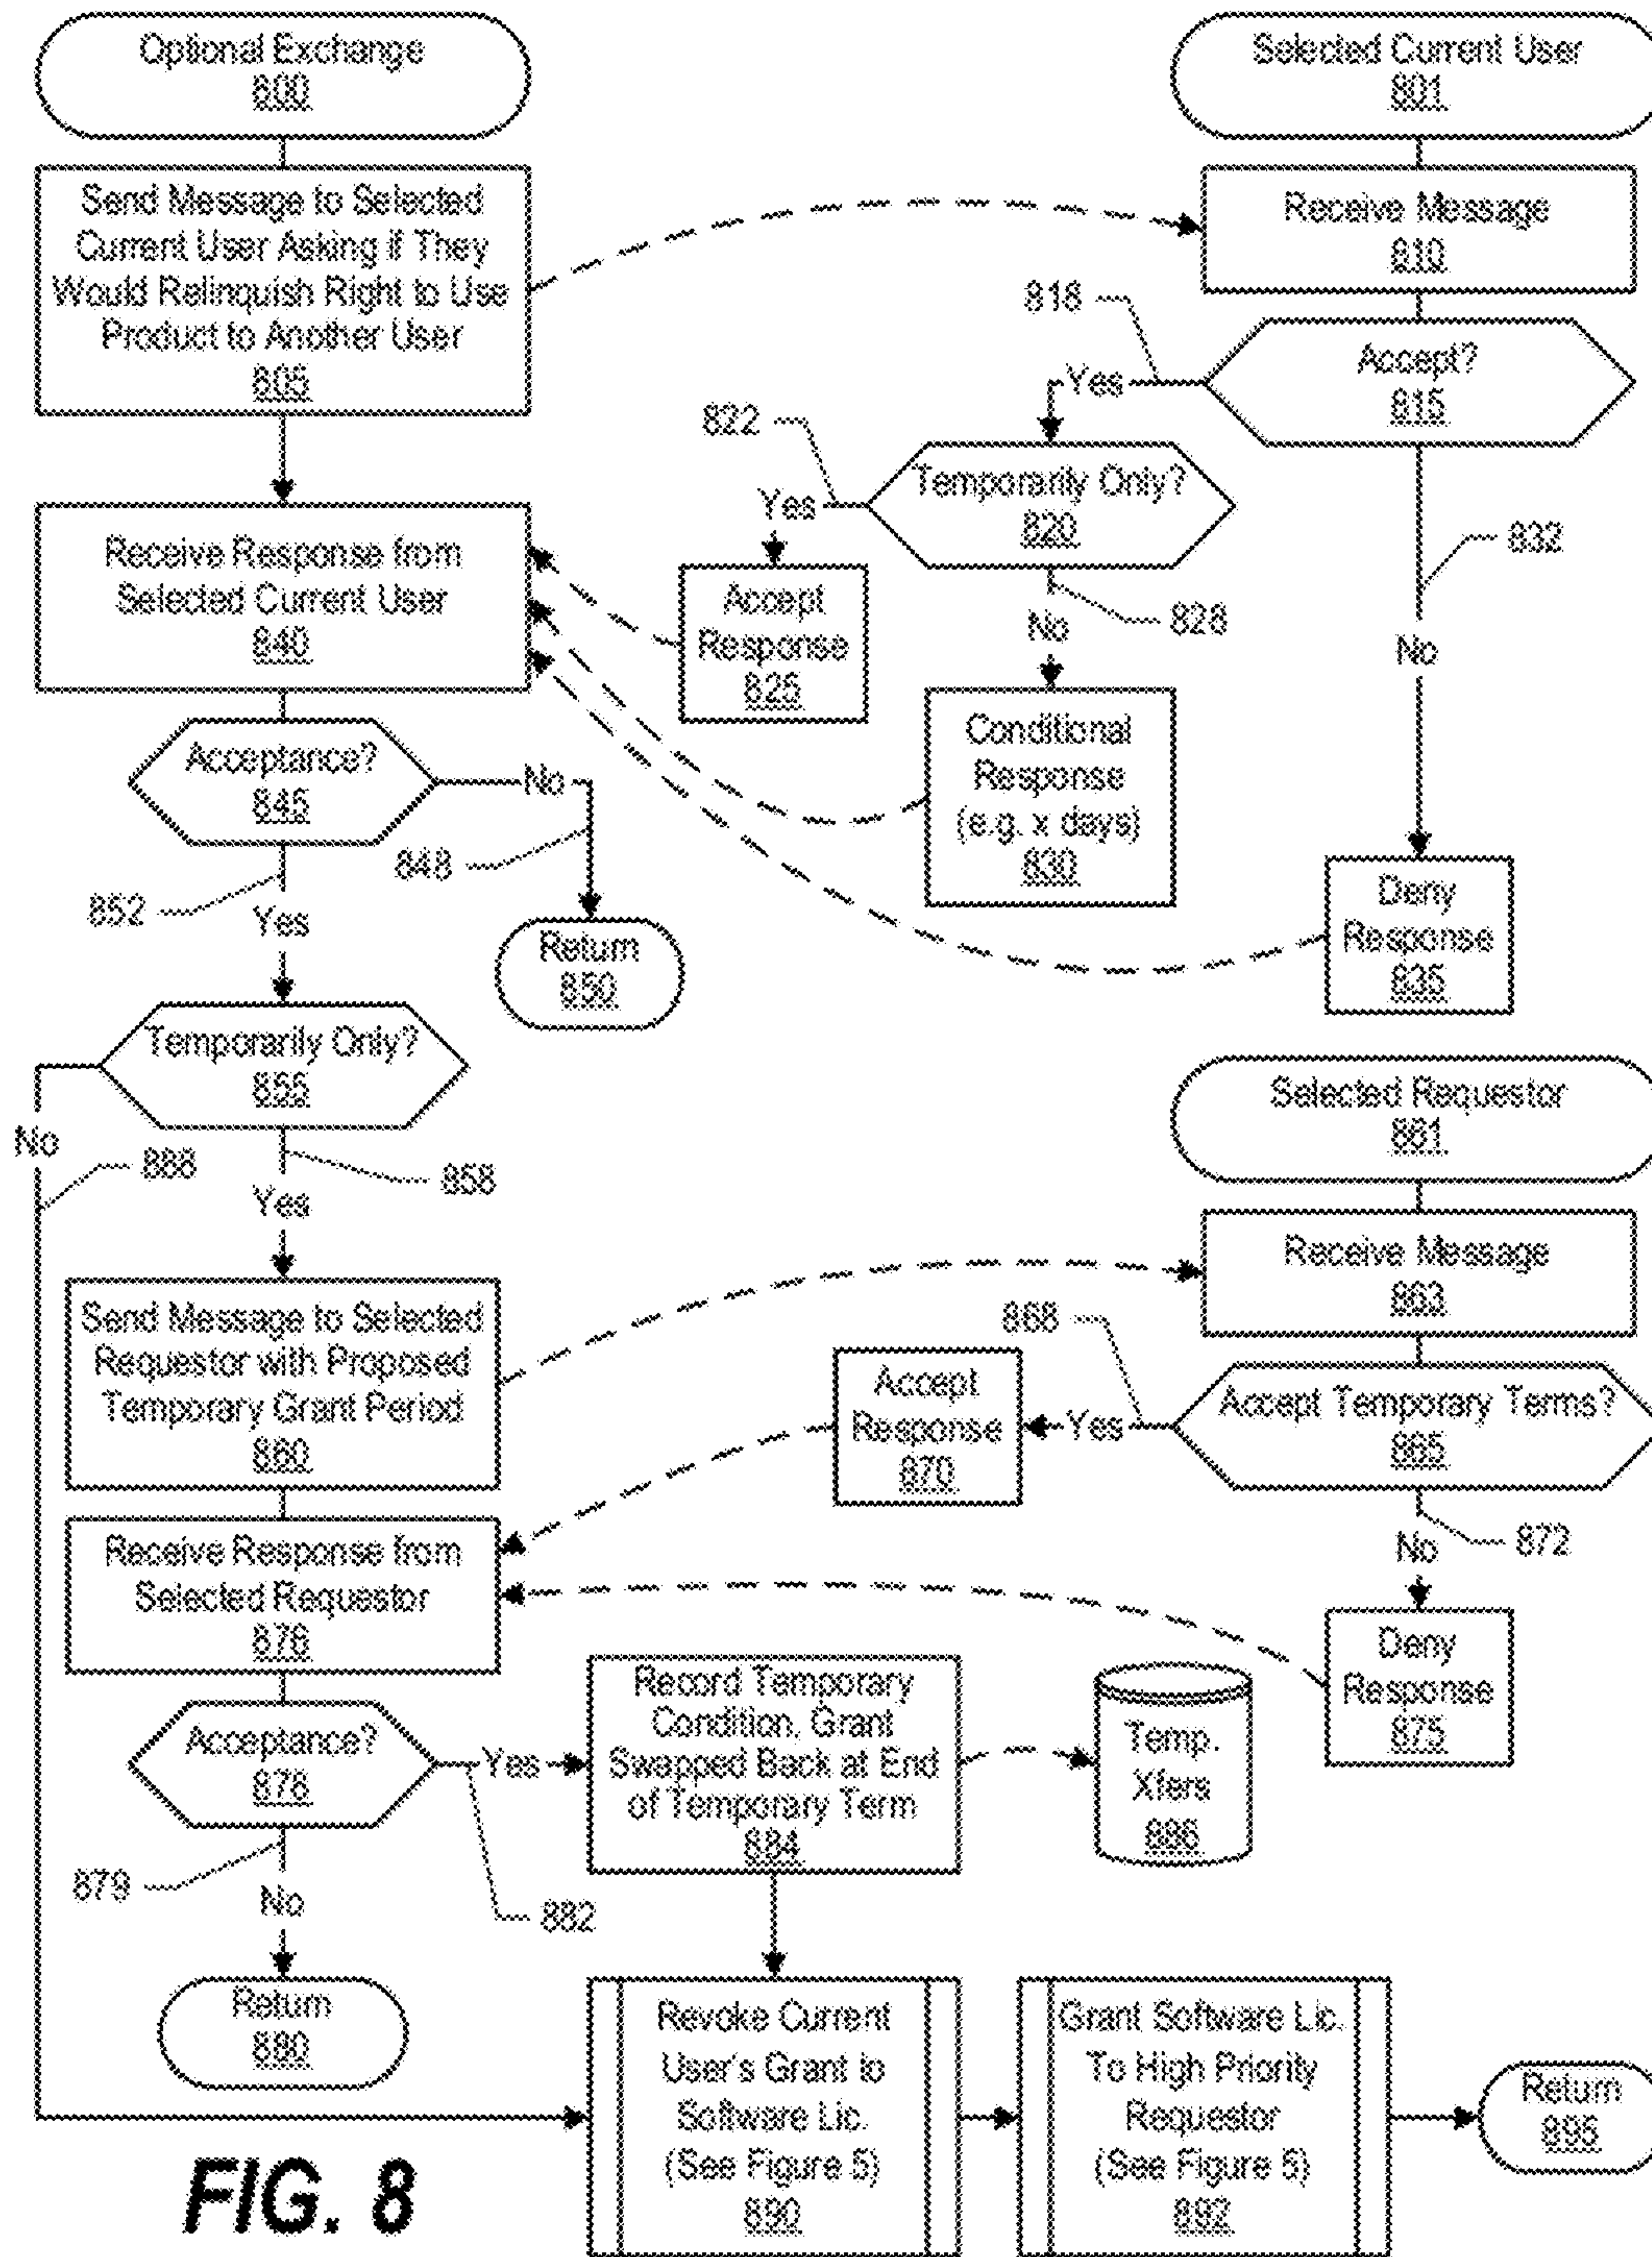 Optional Exchange
800
Send Message to Selected
Current User Asking if They
Would Relinquish Right to Use
Product to Another User
805
Receive Response from
Selected Current User
840
Acceptance?
845
No
848
Return
850
852
Yes
Temporarily Only?
855
No
888
858
Yes
Send Message to Selected
Requestor with Proposed
Temporary Grant Period
860
Receive Response from
Selected Requestor
876
Acceptance?
878
879
No
Return
880
Yes
882
Record Temporary
Condition, Grant
Swapped Back at End
of Temporary Term
884
Temp.
Xfers
886
Revoke Current
User's Grant to
Software Lic.
(See Figure 5)
890
Grant Software Lic.
To High Priority
Requestor
(See Figure 5)
892
Return
895
Selected Current User
801
Receive Message
810
Accept?
815
818
Yes
Temporarily Only?
820
822
Yes
Accept
Response
825
828
No
Conditional
Response
(e.g. x days)
830
832
No
Deny
Response
835
Selected Requestor
861
Receive Message
863
Accept Temporary Terms?
865
868
Yes
Accept
Response
870
872
No
Deny
Response
875
FIG. 8